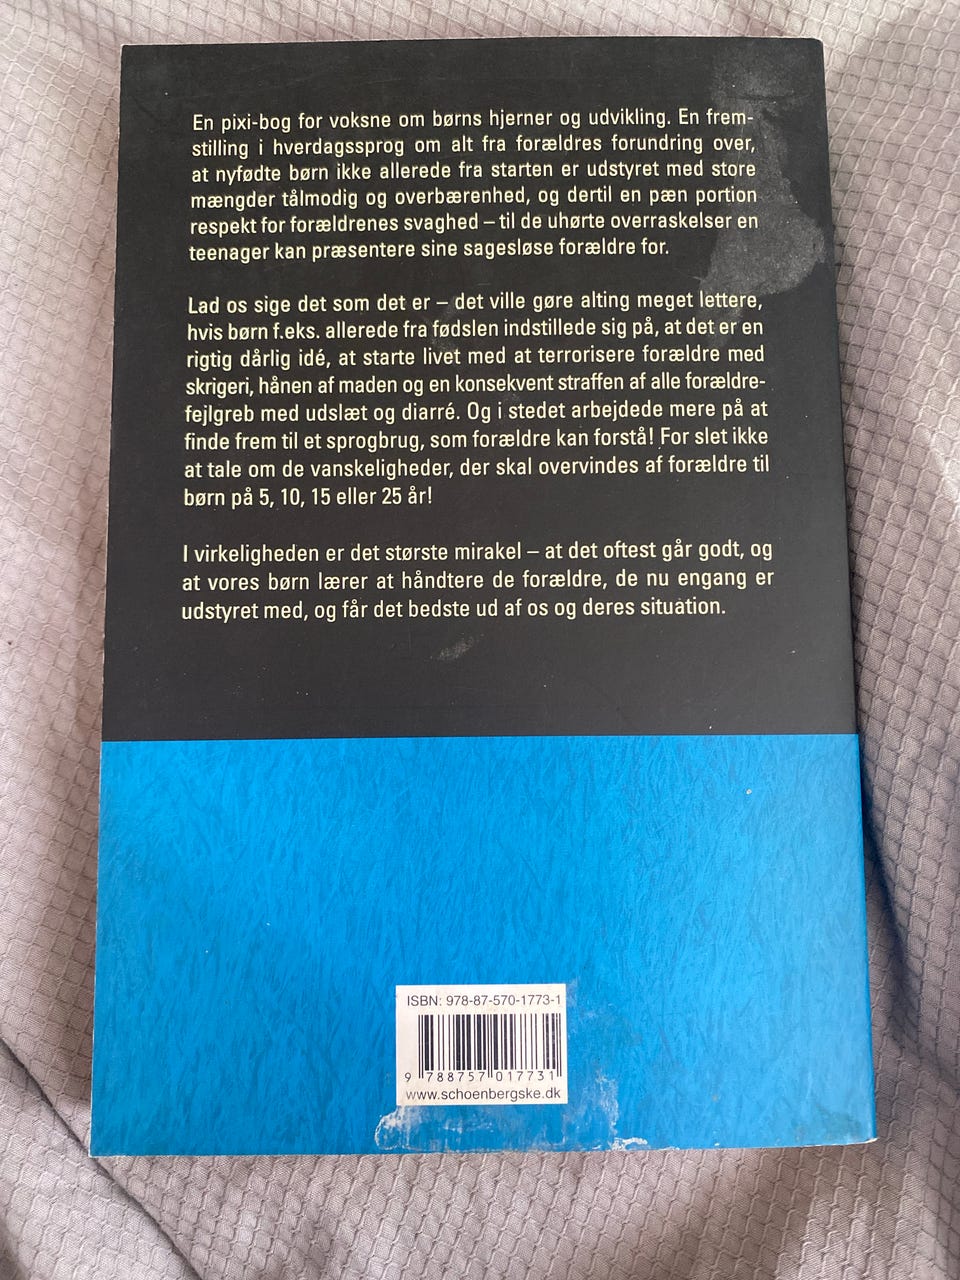 En pixi-bog for voksne om børns hjerner og udvikling. En frem-
stilling i hverdagssprog om alt fra forældres forundring over,
at nyfødte børn ikke allerede fra starten er udstyret med store
mængder tålmodig og overbærenhed, og dertil en pæn portion
respekt for forældrenes svaghed – til de uhørte overraskelser en
teenager kan præsentere sine sagesløse forældre for.
Lad os sige det som det er – det ville gøre alting meget lettere,
hvis børn f.eks. allerede fra fødslen indstillede sig på, at det er en
rigtig dårlig idé, at starte livet med at terrorisere forældre med
skrigeri, hånen af maden og en konsekvent straffen af alle forældre-
fejlgreb med udslæt og diarré. Og i stedet arbejdede mere på at
finde frem til et sprogbrug, som forældre kan forstå! For slet ikke
at tale om de vanskeligheder, der skal overvindes af forældre til
børn på 5, 10, 15 eller 25 år!
I virkeligheden er det største mirakel – at det oftest går godt, og
at vores børn lærer at håndtere de forældre, de nu engang er
udstyret med, og får det bedste ud af os og deres situation.
ISBN: 978-87-570-1773-1
9 788757 017731
www.schoenbergske.dk